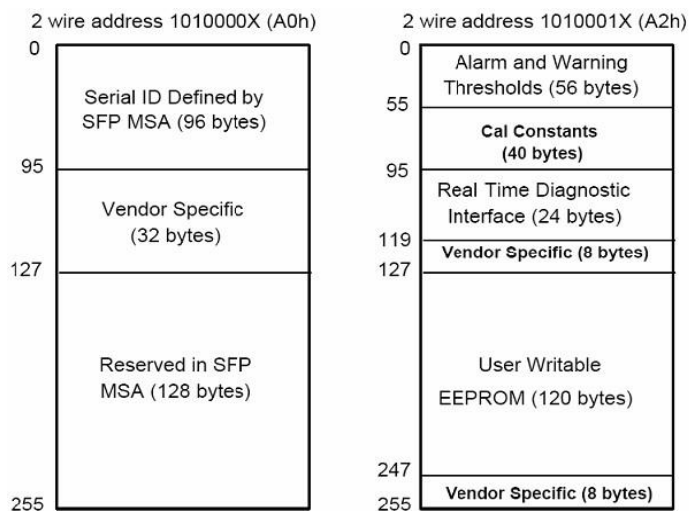 2 wire address 1010000X (A0h)
0
Serial ID Defined by
SFP MSA (96 bytes)
95
Vendor Specific
(32 bytes)
127
Reserved in SFP
MSA (128 bytes)
255
2 wire address 1010001X (A2h)
0
Alarm and Warning
Thresholds (56 bytes)
55
Cal Constants
(40 bytes)
95
Real Time Diagnostic
Interface (24 bytes)
119
Vendor Specific (8 bytes)
127
User Writable
EEPROM (120 bytes)
247
Vendor Specific (8 bytes)
255